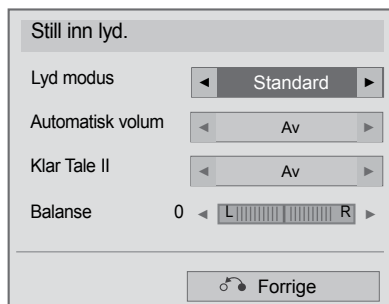 Still inn lyd.
Lyd modus ◄ Standard ►
Automatisk volum ◄ Av ►
Klar Tale II ◄ Av ►
Balanse 0 ◄ L R ►
Forrige